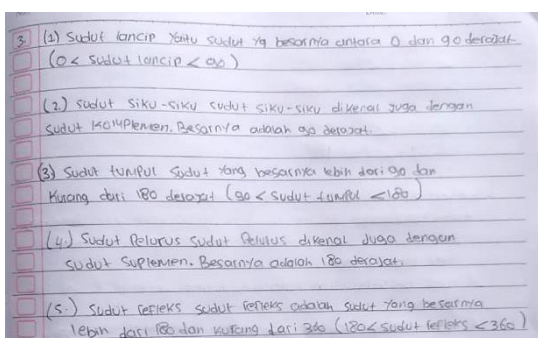 3. (1) Sudut lancip yaitu sudut yg besarnya antara 0 dan 90 derajat
(0 < sudut lancip < 90)
(2) Sudut siku-siku sudut siku-siku dikenal juga dengan
sudut Komplemen. Besarnya adalah 90 derajat.
(3) Sudut tumpul sudut yang besarnya lebih dari 90 dan
Kurang dari 180 derajat (90 < sudut tumpul < 180)
(4.) Sudut Pelurus sudut Pelurus dikenal Juga dengan
sudut Suplemen. Besarnya adalah 180 derajat.
(5.) Sudut refleks sudut refleks adalah sudut yang besarnya
lebih dari 180 dan kurang dari 360 (180 < sudut refleks < 360)